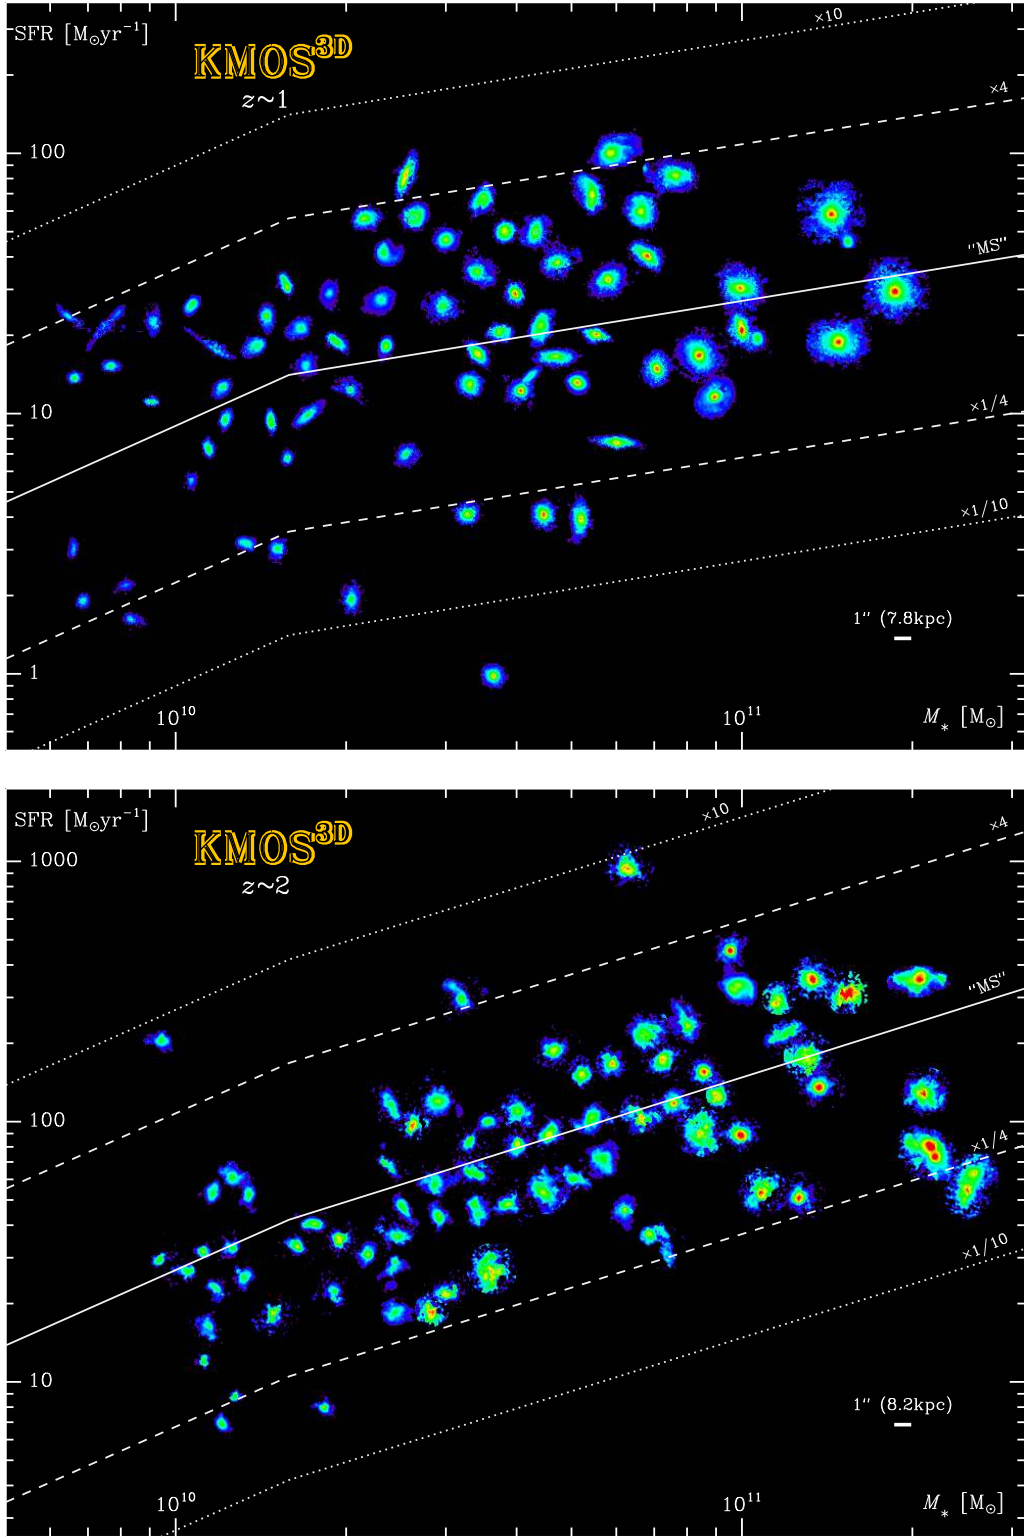 ×10
SFR [M⊙yr⁻¹]
KMOS³ᴰ
z~1
×4
100
"MS"
×1/4
10
×1/10
1″ (7.8kpc)
1
10¹⁰
10¹¹
M* [M⊙]
×10
SFR [M⊙yr⁻¹]
×4
KMOS³ᴰ
1000
z~2
"MS"
100
×1/4
×1/10
10
1″ (8.2kpc)
10¹⁰
10¹¹
M* [M⊙]